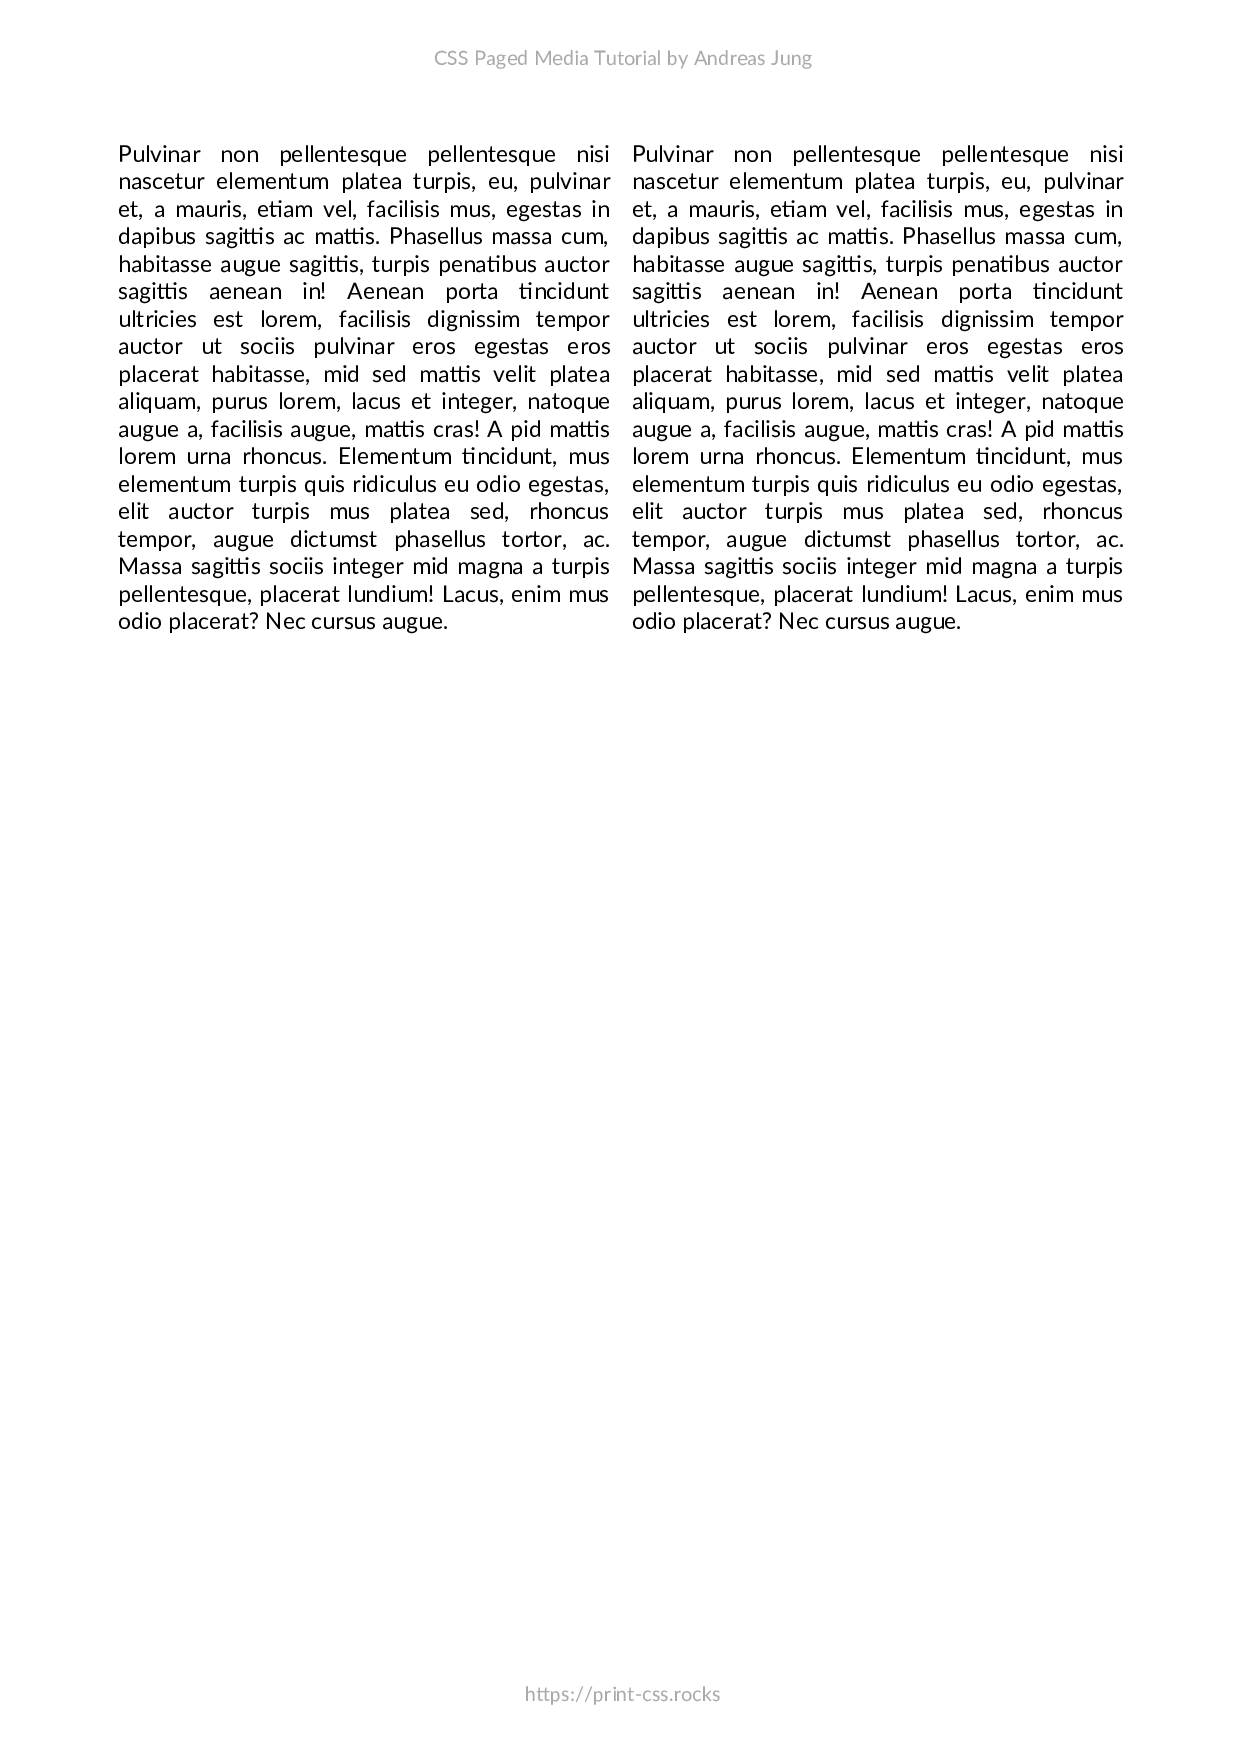 CSS Paged Media Tutorial by Andreas Jung
Pulvinar non pellentesque pellentesque nisi
nascetur elementum platea turpis, eu, pulvinar
et, a mauris, etiam vel, facilisis mus, egestas in
dapibus sagittis ac mattis. Phasellus massa cum,
habitasse augue sagittis, turpis penatibus auctor
sagittis aenean in! Aenean porta tincidunt
ultricies est lorem, facilisis dignissim tempor
auctor ut sociis pulvinar eros egestas eros
placerat habitasse, mid sed mattis velit platea
aliquam, purus lorem, lacus et integer, natoque
augue a, facilisis augue, mattis cras! A pid mattis
lorem urna rhoncus. Elementum tincidunt, mus
elementum turpis quis ridiculus eu odio egestas,
elit auctor turpis mus platea sed, rhoncus
tempor, augue dictumst phasellus tortor, ac.
Massa sagittis sociis integer mid magna a turpis
pellentesque, placerat lundium! Lacus, enim mus
odio placerat? Nec cursus augue.
Pulvinar non pellentesque pellentesque nisi
nascetur elementum platea turpis, eu, pulvinar
et, a mauris, etiam vel, facilisis mus, egestas in
dapibus sagittis ac mattis. Phasellus massa cum,
habitasse augue sagittis, turpis penatibus auctor
sagittis aenean in! Aenean porta tincidunt
ultricies est lorem, facilisis dignissim tempor
auctor ut sociis pulvinar eros egestas eros
placerat habitasse, mid sed mattis velit platea
aliquam, purus lorem, lacus et integer, natoque
augue a, facilisis augue, mattis cras! A pid mattis
lorem urna rhoncus. Elementum tincidunt, mus
elementum turpis quis ridiculus eu odio egestas,
elit auctor turpis mus platea sed, rhoncus
tempor, augue dictumst phasellus tortor, ac.
Massa sagittis sociis integer mid magna a turpis
pellentesque, placerat lundium! Lacus, enim mus
odio placerat? Nec cursus augue.
https://print-css.rocks